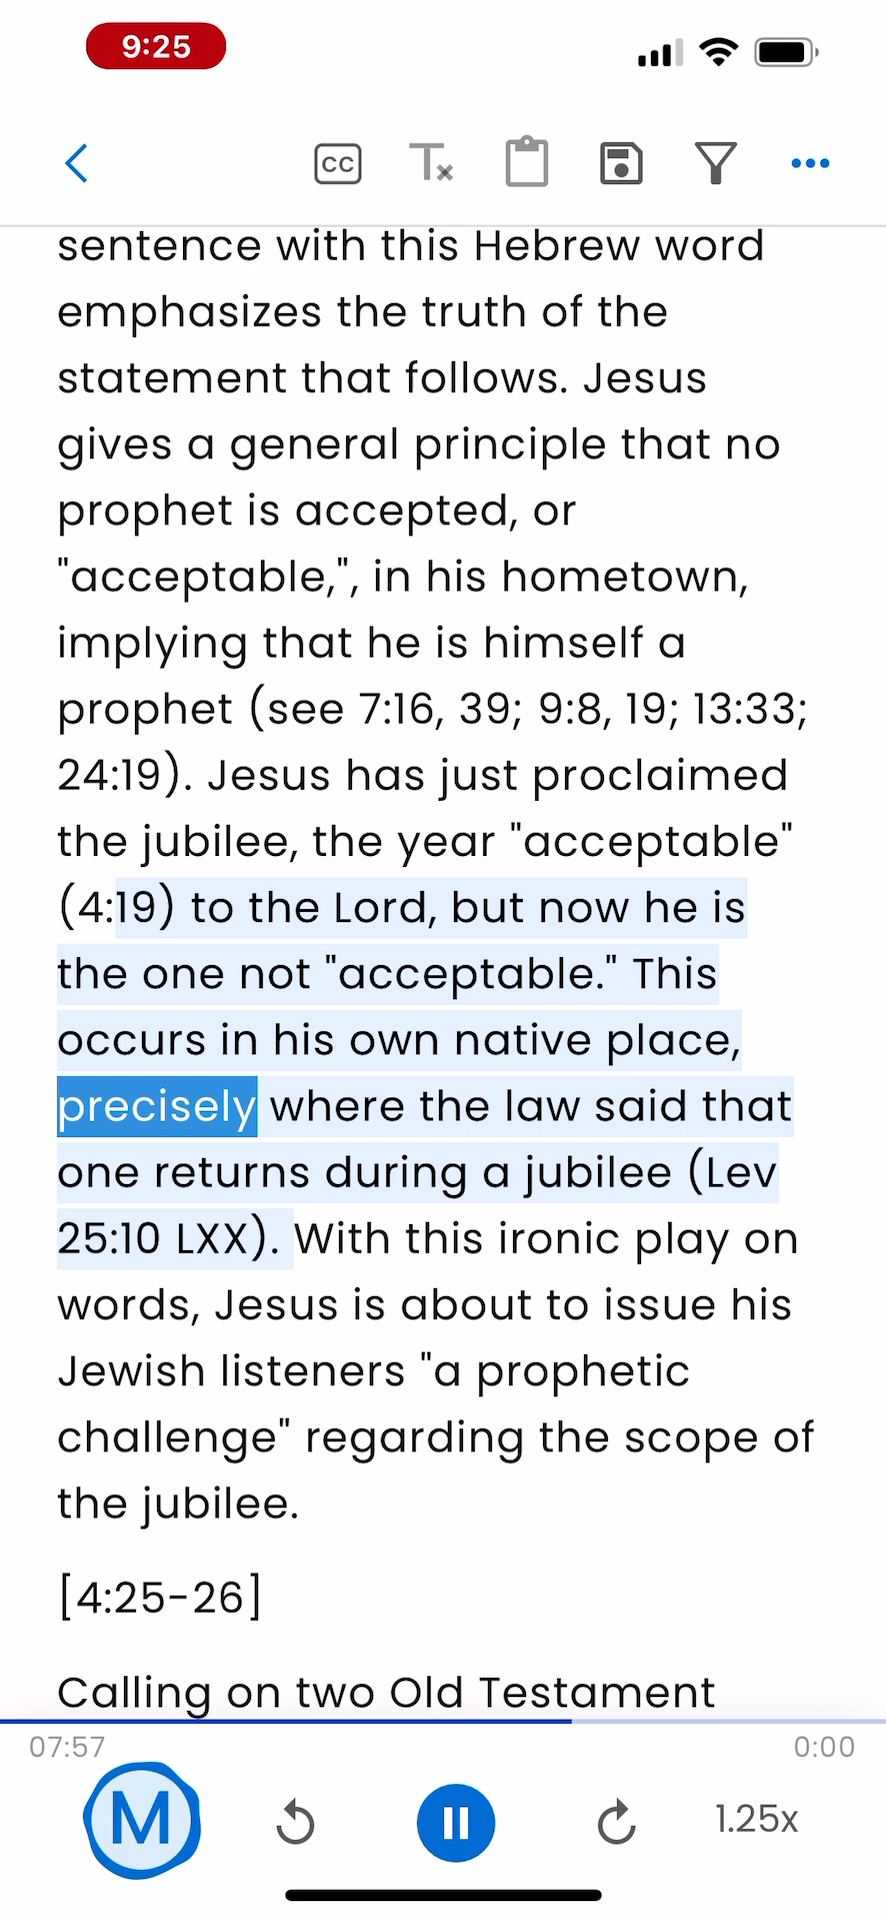 9:25
CC
Tx
sentence with this Hebrew word
emphasizes the truth of the
statement that follows. Jesus
gives a general principle that no
prophet is accepted, or
"acceptable,", in his hometown,
implying that he is himself a
prophet (see 7:16, 39; 9:8, 19; 13:33;
24:19). Jesus has just proclaimed
the jubilee, the year "acceptable"
(4:19) to the Lord, but now he is
the one not "acceptable." This
occurs in his own native place,
precisely where the law said that
one returns during a jubilee (Lev
25:10 LXX). With this ironic play on
words, Jesus is about to issue his
Jewish listeners "a prophetic
challenge" regarding the scope of
the jubilee.
[4:25-26]
Calling on two Old Testament
07:57 0:00
M 1.25x